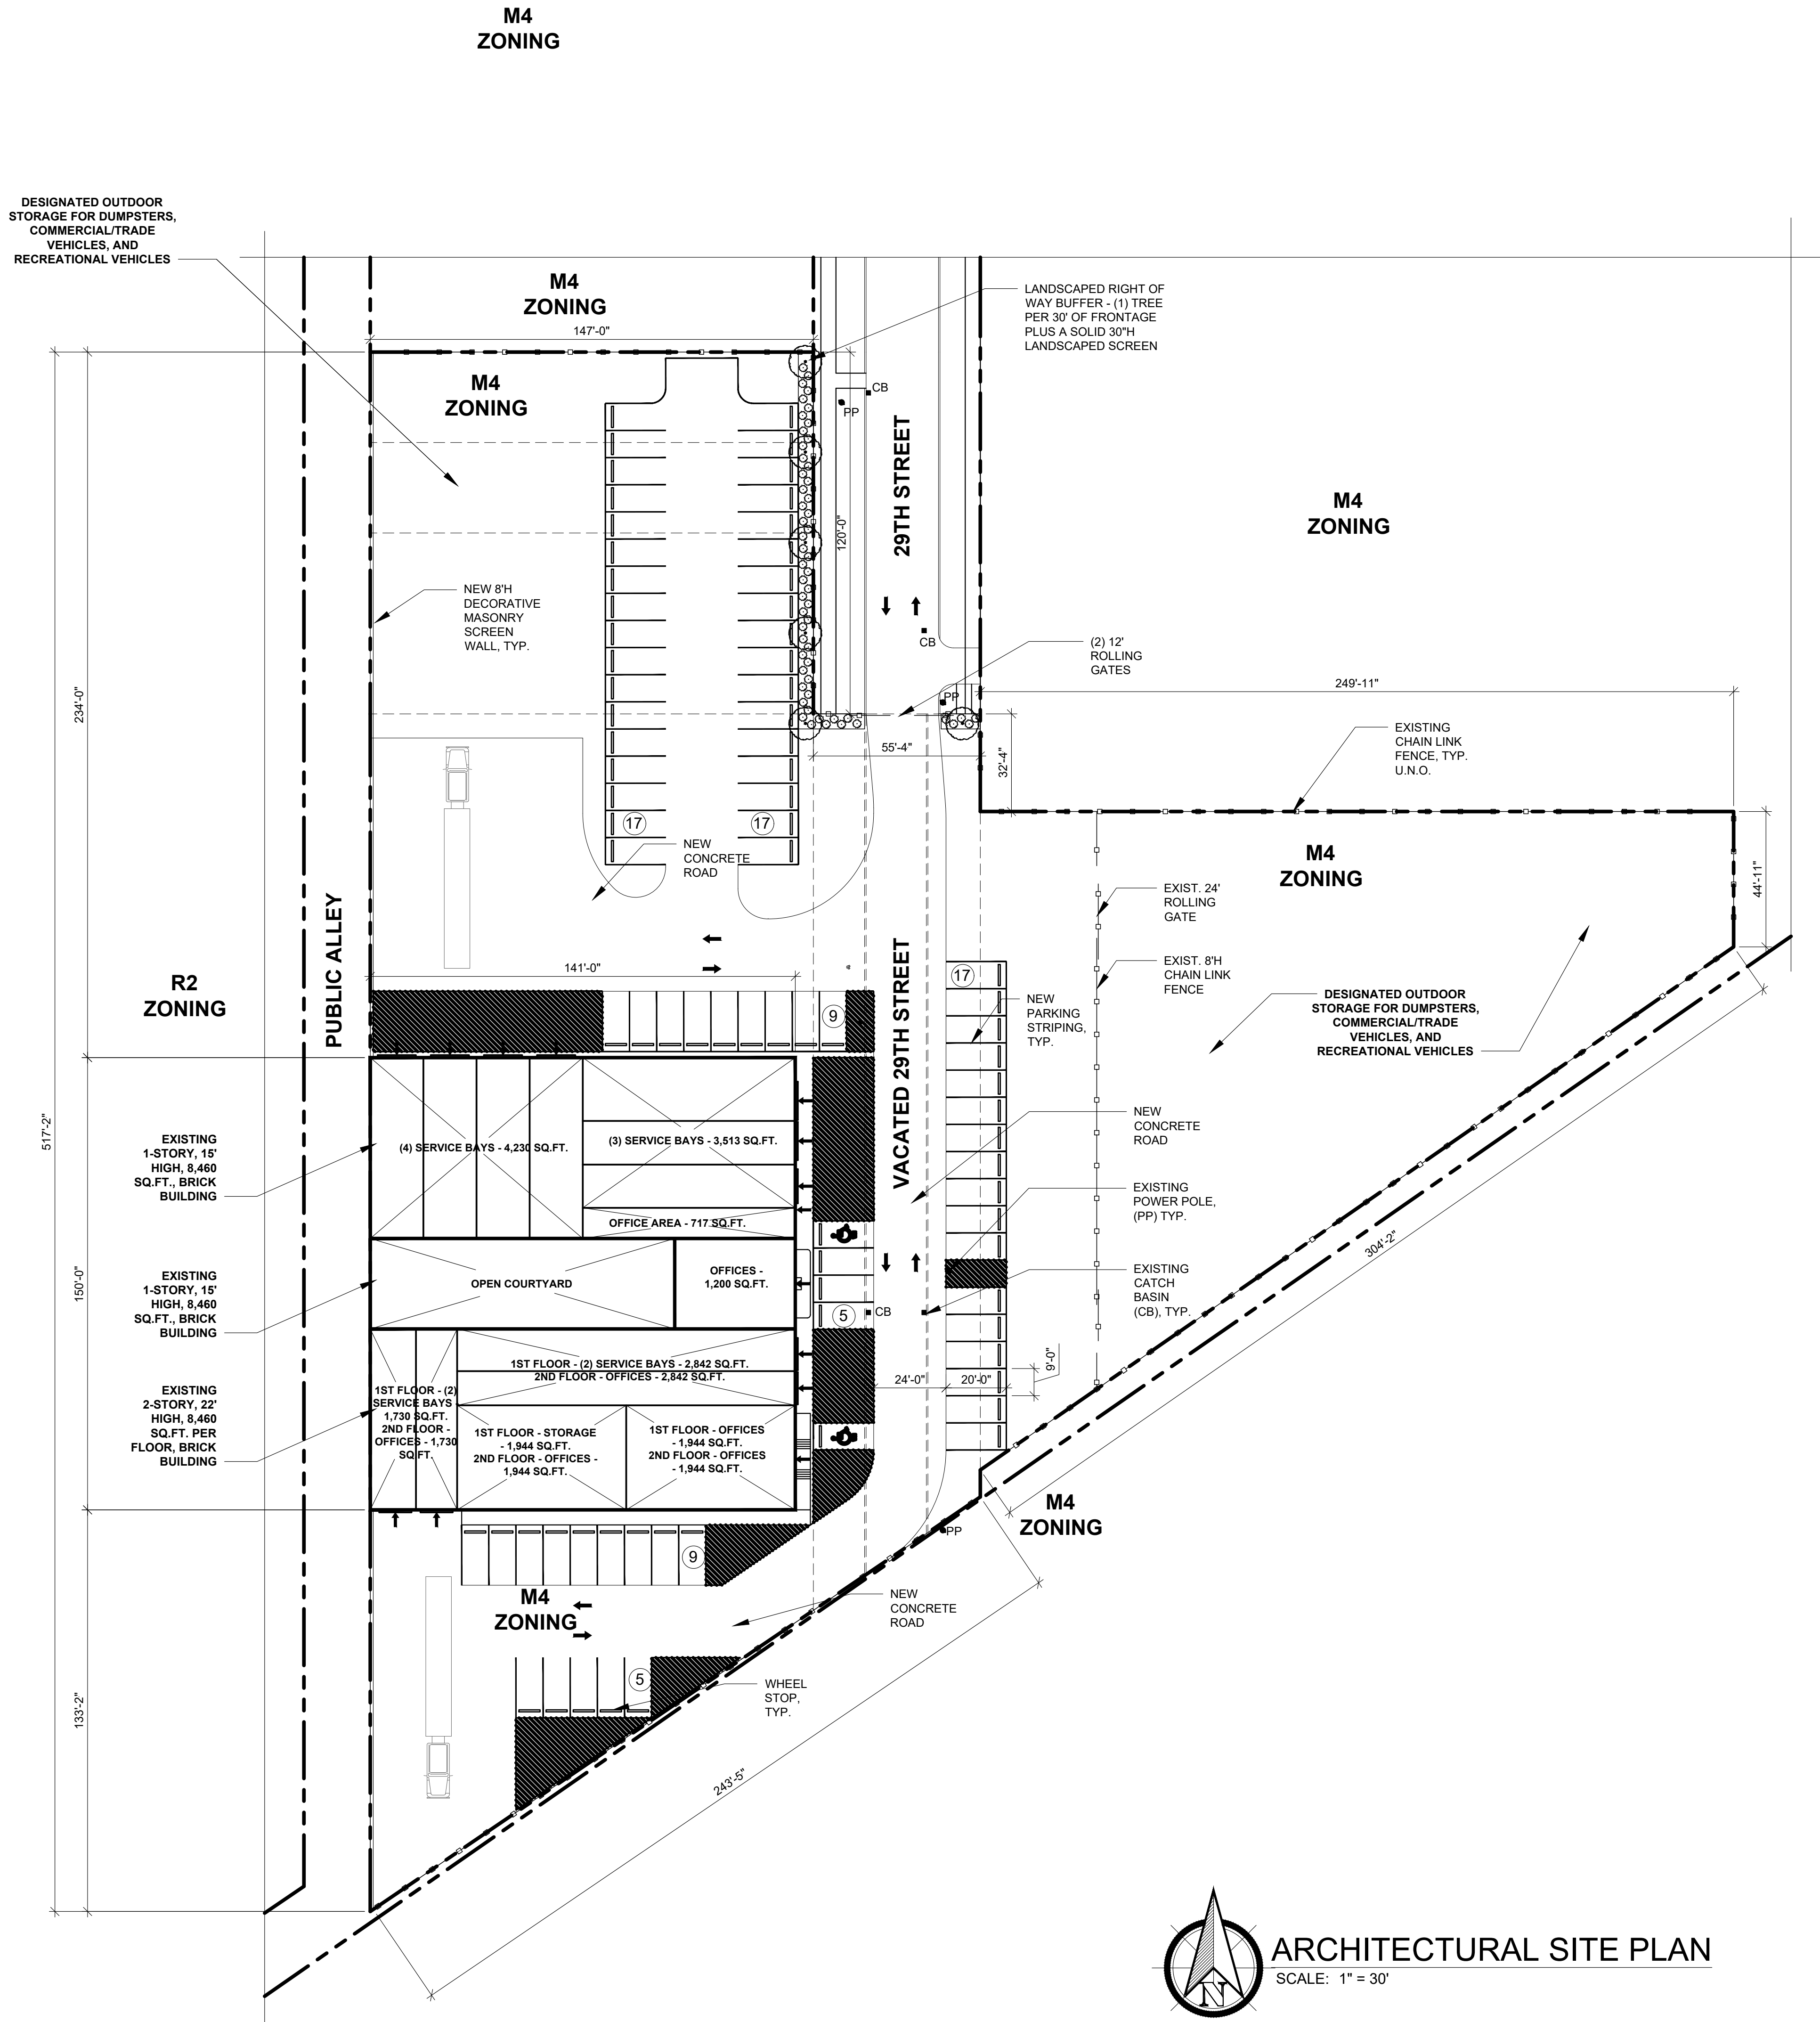 M4
ZONING
DESIGNATED OUTDOOR
STORAGE FOR DUMPSTERS,
COMMERCIAL/TRADE
VEHICLES, AND
RECREATIONAL VEHICLES
M4
ZONING
147'-0"
LANDSCAPED RIGHT OF
WAY BUFFER - (1) TREE
PER 30' OF FRONTAGE
PLUS A SOLID 30"H
LANDSCAPED SCREEN
M4
ZONING
CB
PP
29TH STREET
120'-0"
M4
ZONING
NEW 8'H
DECORATIVE
MASONRY
SCREEN
WALL, TYP.
CB
(2) 12'
ROLLING
GATES
234'-0"
249'-11"
PP
55'-4"
32'-4"
EXISTING
CHAIN LINK
FENCE, TYP.
U.N.O.
17
17
NEW
CONCRETE
ROAD
M4
ZONING
44'-11"
EXIST. 24'
ROLLING
GATE
PUBLIC ALLEY
R2
ZONING
141'-0"
VACATED 29TH STREET
17
EXIST. 8'H
CHAIN LINK
FENCE
9
NEW
PARKING
STRIPING,
TYP.
DESIGNATED OUTDOOR
STORAGE FOR DUMPSTERS,
COMMERCIAL/TRADE
VEHICLES, AND
RECREATIONAL VEHICLES
517'-2"
EXISTING
1-STORY, 15'
HIGH, 8,460
SQ.FT., BRICK
BUILDING
(4) SERVICE BAYS - 4,230 SQ.FT.
(3) SERVICE BAYS - 3,513 SQ.FT.
OFFICE AREA - 717 SQ.FT.
NEW
CONCRETE
ROAD
EXISTING
POWER POLE,
(PP) TYP.
304'-2"
150'-0"
EXISTING
1-STORY, 15'
HIGH, 8,460
SQ.FT., BRICK
BUILDING
OPEN COURTYARD
OFFICES -
1,200 SQ.FT.
5
CB
EXISTING
CATCH
BASIN
(CB), TYP.
EXISTING
2-STORY, 22'
HIGH, 8,460
SQ.FT. PER
FLOOR, BRICK
BUILDING
1ST FLOOR - (2)
SERVICE BAYS -
1,730 SQ.FT.
2ND FLOOR -
OFFICES - 1,730
SQ.FT.
1ST FLOOR - (2) SERVICE BAYS - 2,842 SQ.FT.
2ND FLOOR - OFFICES - 2,842 SQ.FT.
1ST FLOOR - STORAGE
- 1,944 SQ.FT.
2ND FLOOR - OFFICES -
1,944 SQ.FT.
1ST FLOOR - OFFICES
- 1,944 SQ.FT.
2ND FLOOR - OFFICES
- 1,944 SQ.FT.
24'-0"
20'-0"
9'-0"
M4
ZONING
PP
9
M4
ZONING
NEW
CONCRETE
ROAD
133'-2"
5
WHEEL
STOP,
TYP.
243'-5"
N
ARCHITECTURAL SITE PLAN
SCALE: 1" = 30'